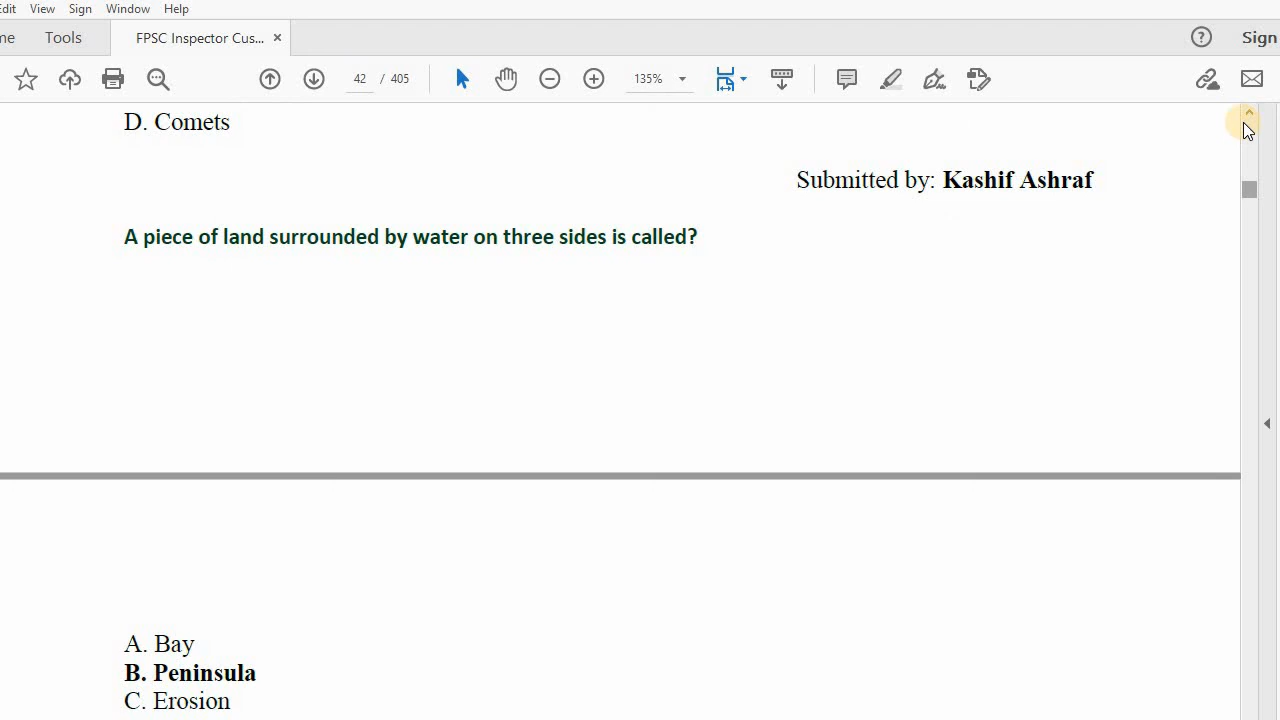 Edit View Sign Window Help
me Tools FPSC Inspector Cus... × ? Sign
42 / 405 135%
D. Comets
Submitted by: Kashif Ashraf
A piece of land surrounded by water on three sides is called?
A. Bay
B. Peninsula
C. Erosion